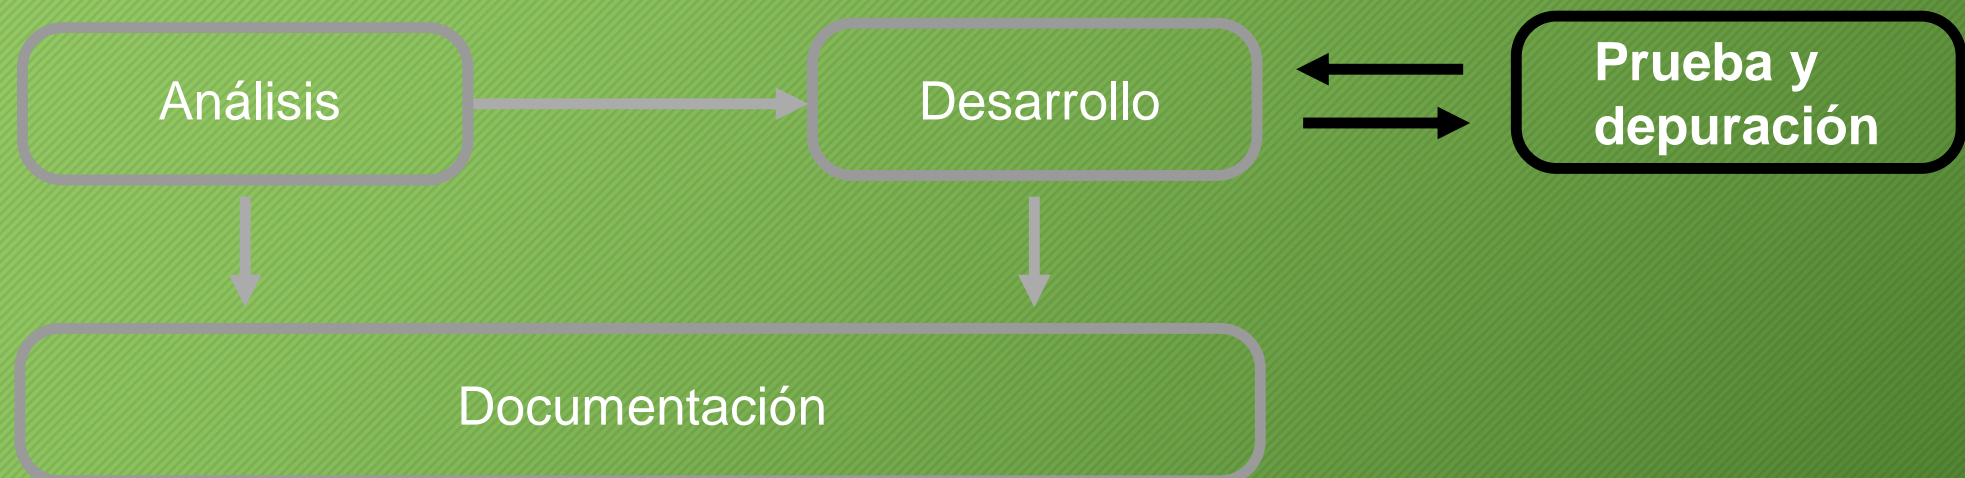 Análisis
Desarrollo
Prueba y
depuración
Documentación